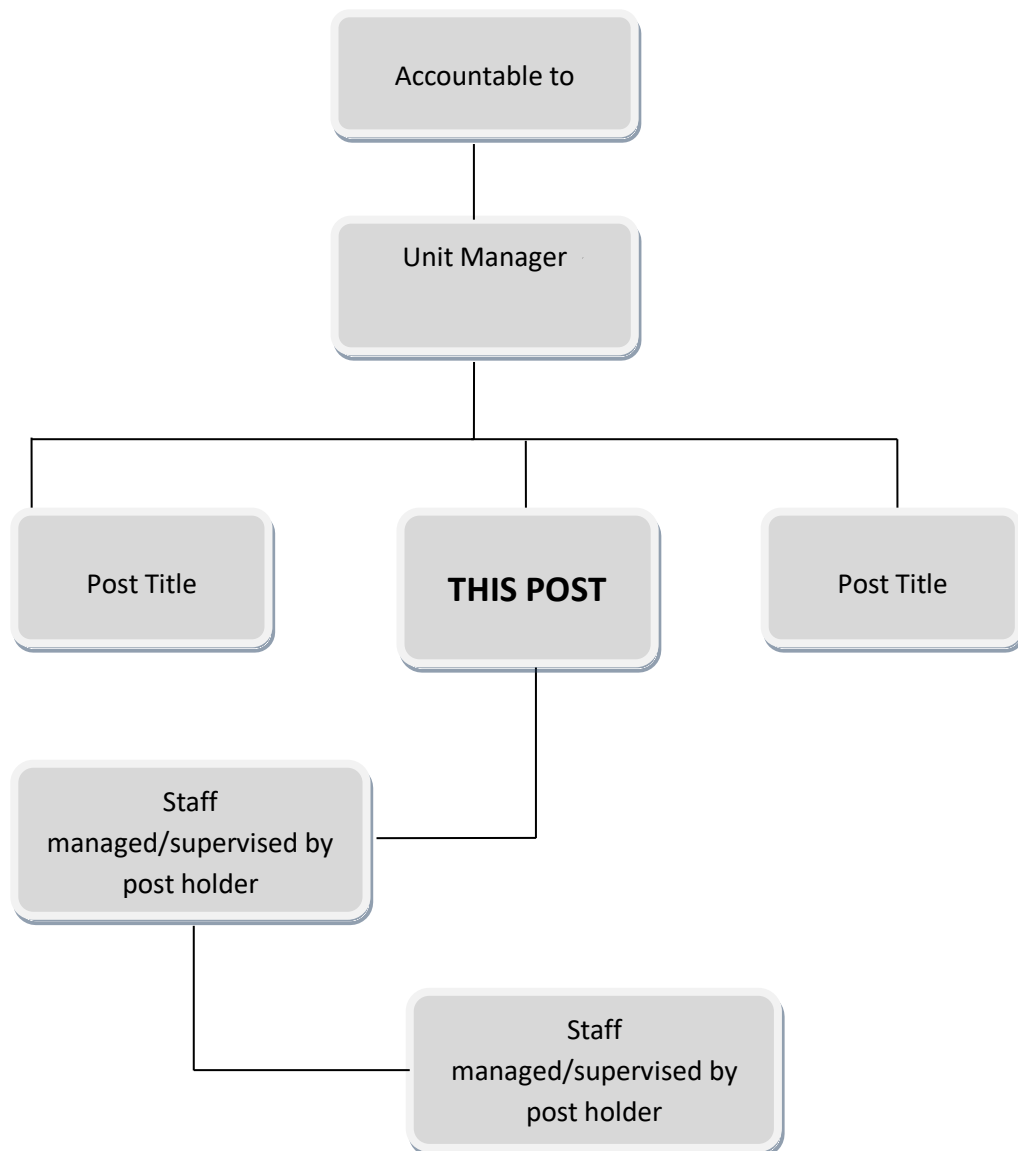 Accountable to
Unit Manager
Post Title
THIS POST
Post Title
Staff
managed/supervised by
post holder
Staff
managed/supervised by
post holder